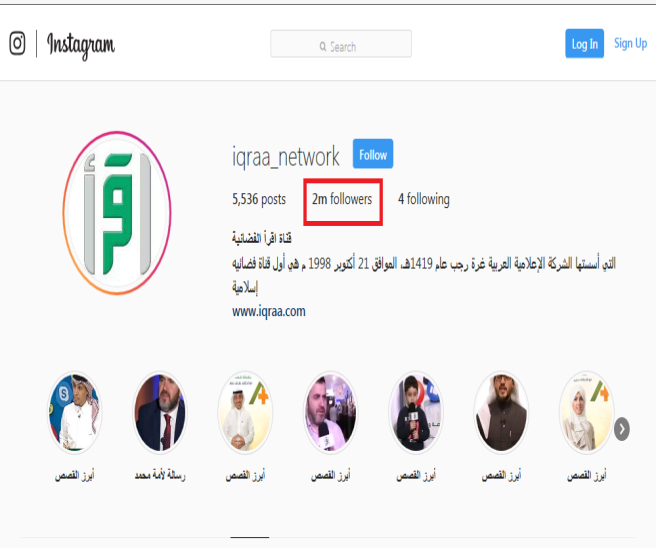 Instagram
Search
Log In
Sign Up
اقرأ
iqraa_network
Follow
5,536 posts
2m followers
4 following
قناة اقرأ الفضائية
التي أسستها الشركة الإعلامية العربية غرة رجب عام 1419هـ، الموافق 21 أكتوبر 1998 م هي أول قناة فضائيه
إسلامية
www.iqraa.com
أبرز القصص
رسالة لأمة محمد
أبرز القصص
أبرز القصص
أبرز القصص
أبرز القصص
أبرز القصص